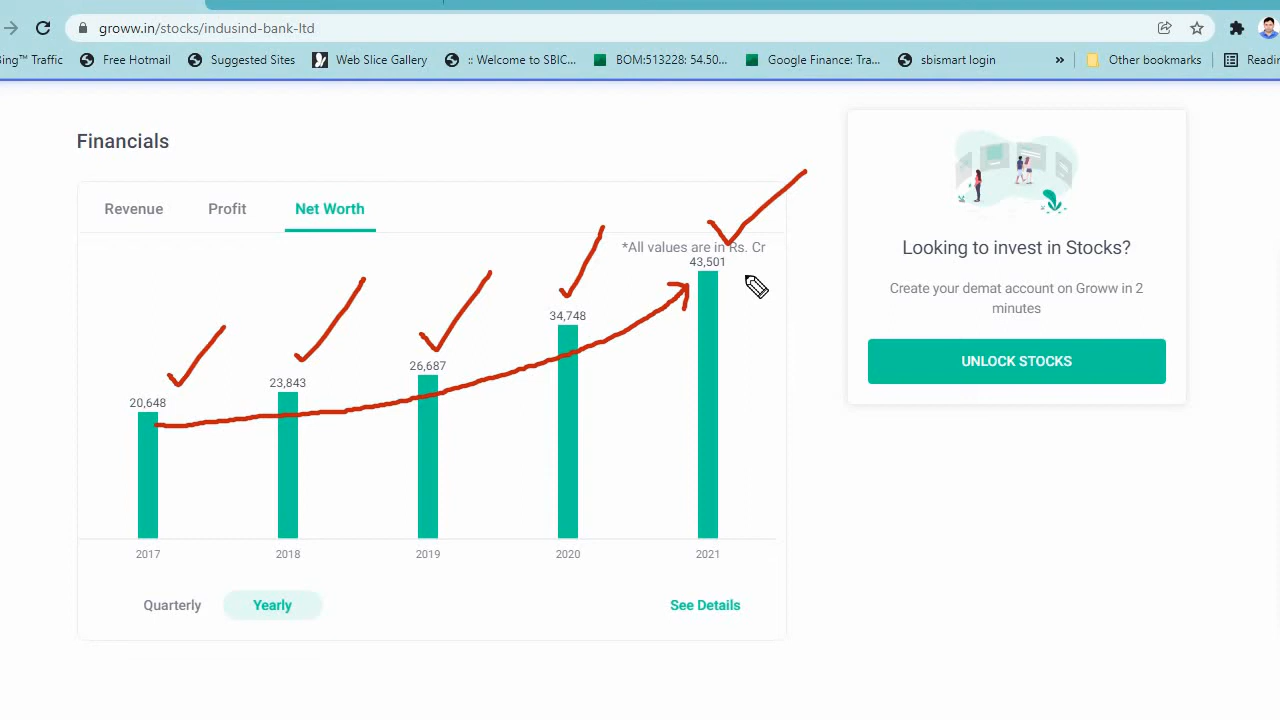 groww.in/stocks/indusind-bank-ltd
ing™ Traffic Free Hotmail Suggested Sites Web Slice Gallery :: Welcome to SBIC... BOM:513228: 54.50... Google Finance: Tra... sbismart login » Other bookmarks Readin
Financials
Revenue Profit Net Worth
*All values are in Rs. Cr
43,501
34,748
26,687
23,843
20,648
2017 2018 2019 2020 2021
Quarterly Yearly See Details
Looking to invest in Stocks?
Create your demat account on Groww in 2
minutes
UNLOCK STOCKS